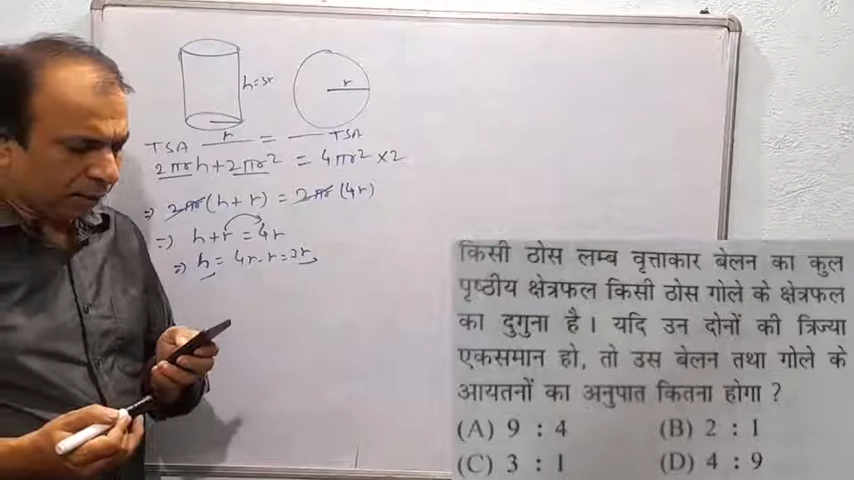 h=3r
r
r
TSA = TSA
2πrh+2πr² = 4πr²×2
⇒ 2πr(h+r) = 2πr(4r)
⇒ h+r = 4r
⇒ h = 4r-r=3r
किसी ठोस लम्ब वृत्ताकार बेलन का कुल
पृष्ठीय क्षेत्रफल किसी ठोस गोले के क्षेत्रफल
का दुगुना है। यदि उन दोनों की त्रिज्या
एकसमान हो, तो उस बेलन तथा गोले के
आयतनों का अनुपात कितना होगा ?
(A) 9 : 4 (B) 2 : 1
(C) 3 : 1 (D) 4 : 9